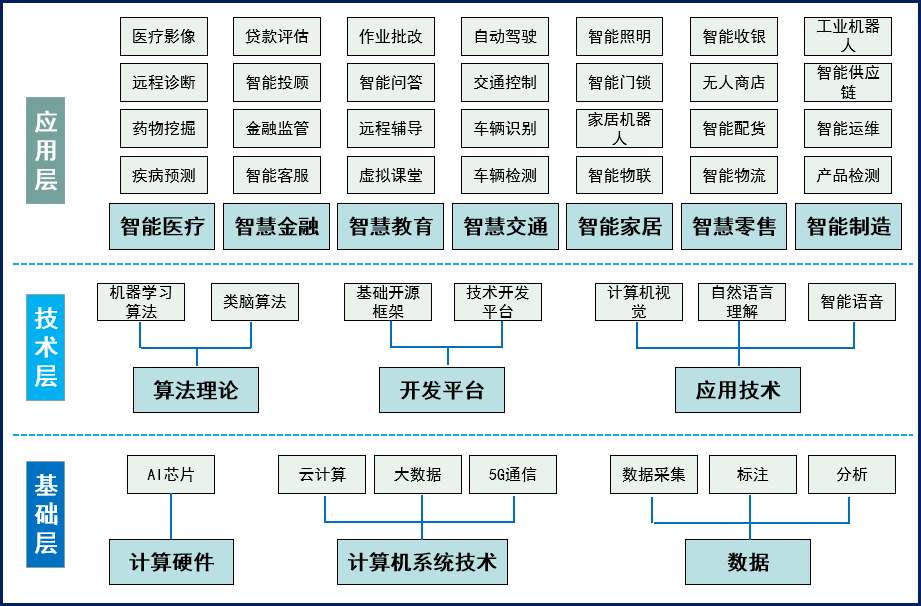 应用层
医疗影像
贷款评估
作业批改
自动驾驶
智能照明
智能收银
工业机器
人
远程诊断
智能投顾
智能问答
交通控制
智能门锁
无人商店
智能供应
链
药物挖掘
金融监管
远程辅导
车辆识别
家居机器
人
智能配货
智能运维
疾病预测
智能客服
虚拟课堂
车辆检测
智能物联
智能物流
产品检测
智能医疗
智慧金融
智慧教育
智慧交通
智能家居
智慧零售
智能制造
技术层
机器学习
算法
类脑算法
基础开源
框架
技术开发
平台
计算机视
觉
自然语言
理解
智能语音
算法理论
开发平台
应用技术
基础层
AI芯片
云计算
大数据
5G通信
数据采集
标注
分析
计算硬件
计算机系统技术
数据